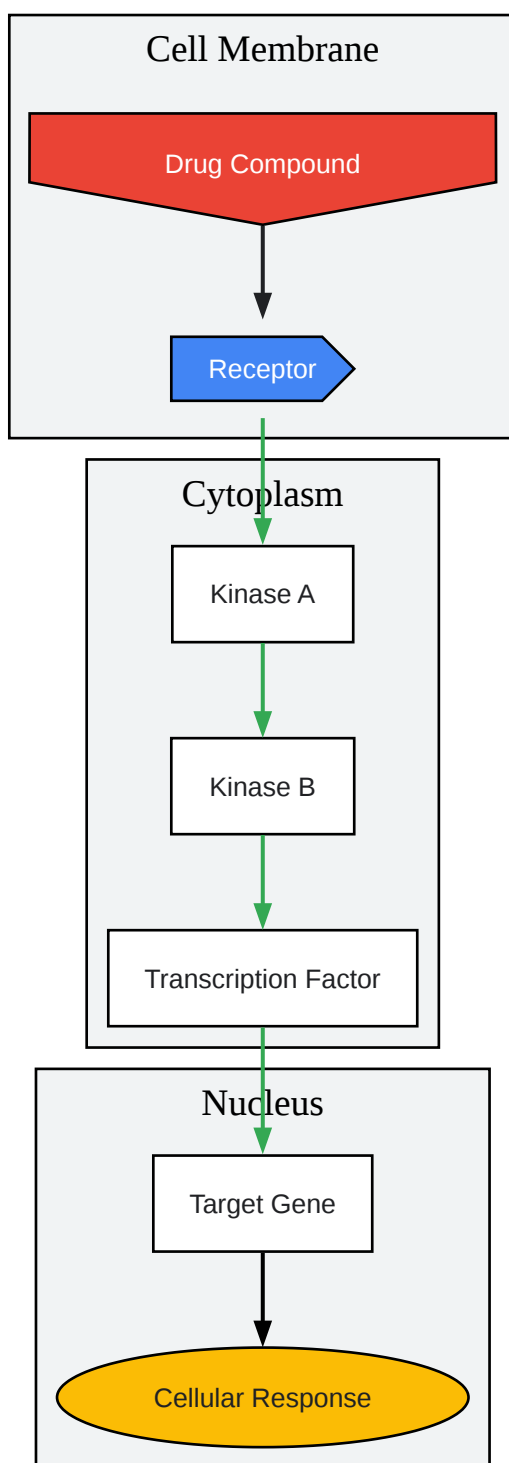 Cell Membrane
Drug Compound
Receptor
Cytoplasm
Kinase A
Kinase B
Transcription Factor
Nucleus
Target Gene
Cellular Response